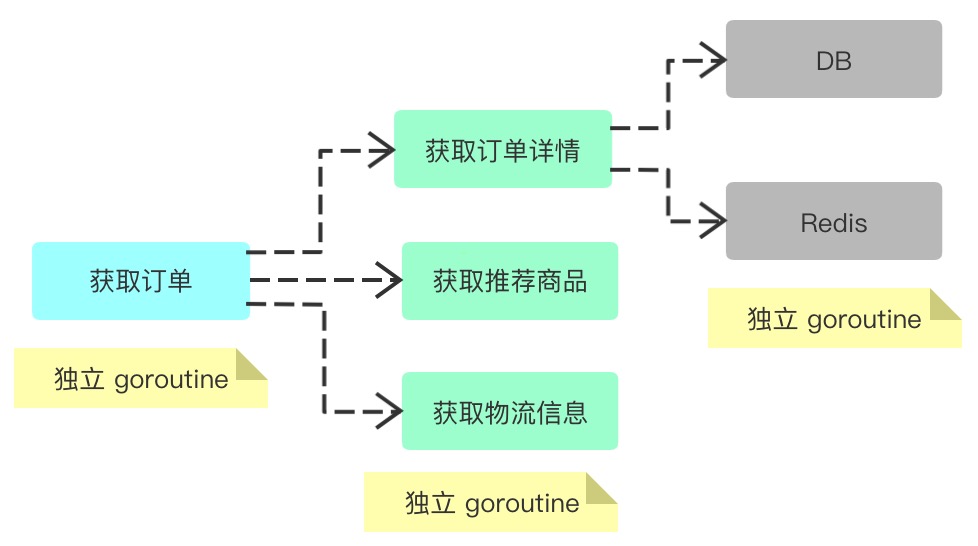 DB
获取订单详情
Redis
获取订单
获取推荐商品
独立 goroutine
独立 goroutine
获取物流信息
独立 goroutine